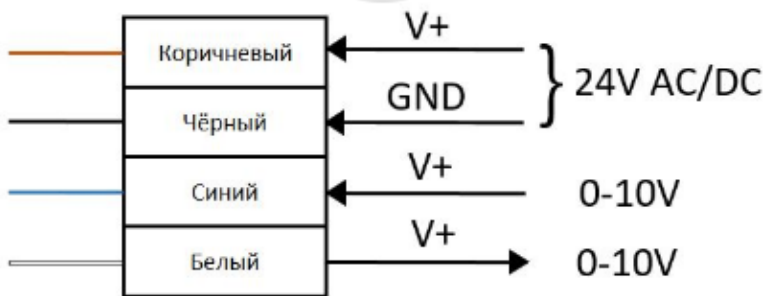 Коричневый V+
Чёрный GND 24V AC/DC
Синий V+ 0-10V
Белый V+ 0-10V